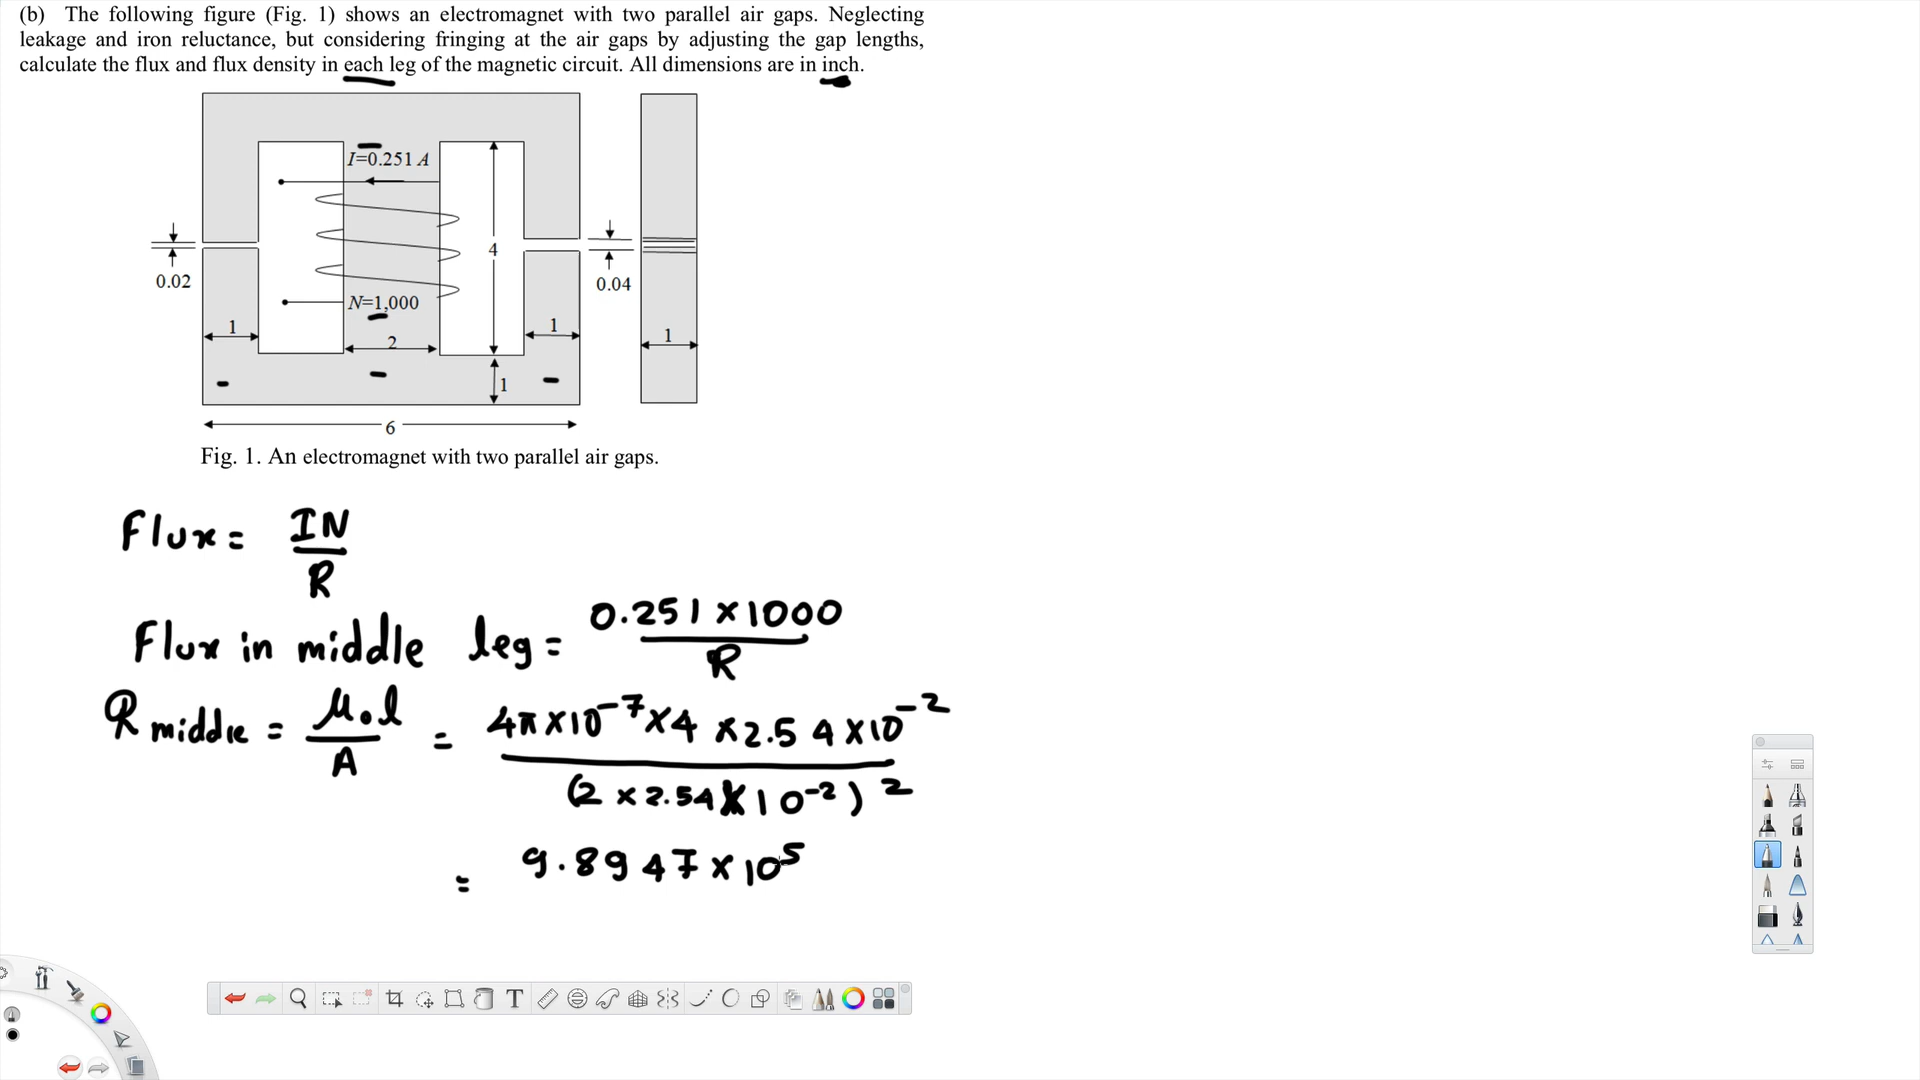 (b) The following figure (Fig. 1) shows an electromagnet with two parallel air gaps. Neglecting
leakage and iron reluctance, but considering fringing at the air gaps by adjusting the gap lengths,
calculate the flux and flux density in each leg of the magnetic circuit. All dimensions are in inch.
I=0.251 A
4
0.02
0.04
N=1,000
1
2
1
1
1
6
Fig. 1. An electromagnet with two parallel air gaps.
Flux = IN
R
Flux in middle leg = 0.251 × 1000
R
R middle = μ₀l
A
= 4π×10⁻⁷×4 ×2.54×10⁻²
(2 ×2.54×10⁻²)²
= 9.8947×10⁵
T